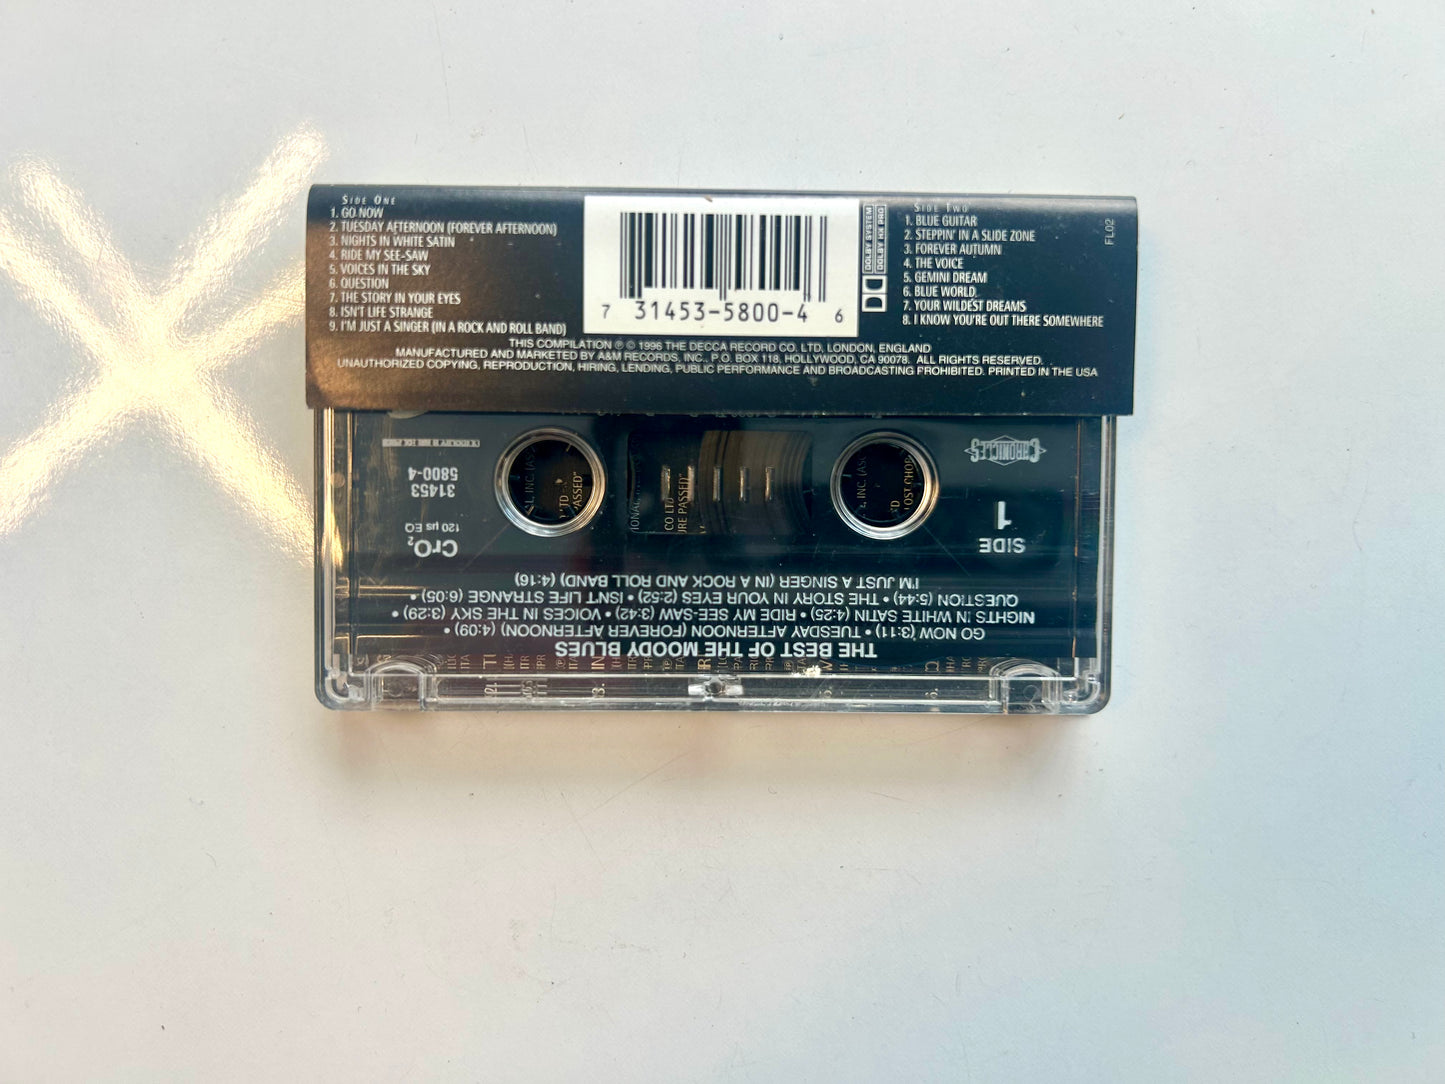 SIDE ONE
1. GO NOW
2. TUESDAY AFTERNOON (FOREVER AFTERNOON)
3. NIGHTS IN WHITE SATIN
4. RIDE MY SEE-SAW
5. VOICES IN THE SKY
6. QUESTION
7. THE STORY IN YOUR EYES
8. ISN'T LIFE STRANGE
9. I'M JUST A SINGER (IN A ROCK AND ROLL BAND)
7 31453-5800-4 6
DOLBY SYSTEM
DOLBY HX PRO
SIDE TWO
1. BLUE GUITAR
2. STEPPIN' IN A SLIDE ZONE
3. FOREVER AUTUMN
4. THE VOICE
5. GEMINI DREAM
6. BLUE WORLD
7. YOUR WILDEST DREAMS
8. I KNOW YOU'RE OUT THERE SOMEWHERE
FL02
THIS COMPILATION ℗ © 1996 THE DECCA RECORD CO. LTD, LONDON, ENGLAND
MANUFACTURED AND MARKETED BY A&M RECORDS, INC., P.O. BOX 118, HOLLYWOOD, CA 90078. ALL RIGHTS RESERVED.
UNAUTHORIZED COPYING, REPRODUCTION, HIRING, LENDING, PUBLIC PERFORMANCE AND BROADCASTING PROHIBITED. PRINTED IN THE USA
THE BEST OF THE MOODY BLUES
GO NOW (3:11) • TUESDAY AFTERNOON (FOREVER AFTERNOON) (4:09) •
NIGHTS IN WHITE SATIN (4:25) • RIDE MY SEE-SAW (3:42) • VOICES IN THE SKY (3:29) •
QUESTION (5:44) • THE STORY IN YOUR EYES (2:52) • ISN'T LIFE STRANGE (6:05) •
I'M JUST A SINGER (IN A ROCK AND ROLL BAND) (4:16)
SIDE
1
CHRONICLES
CrO2
120 µs EQ
31453
5800-4